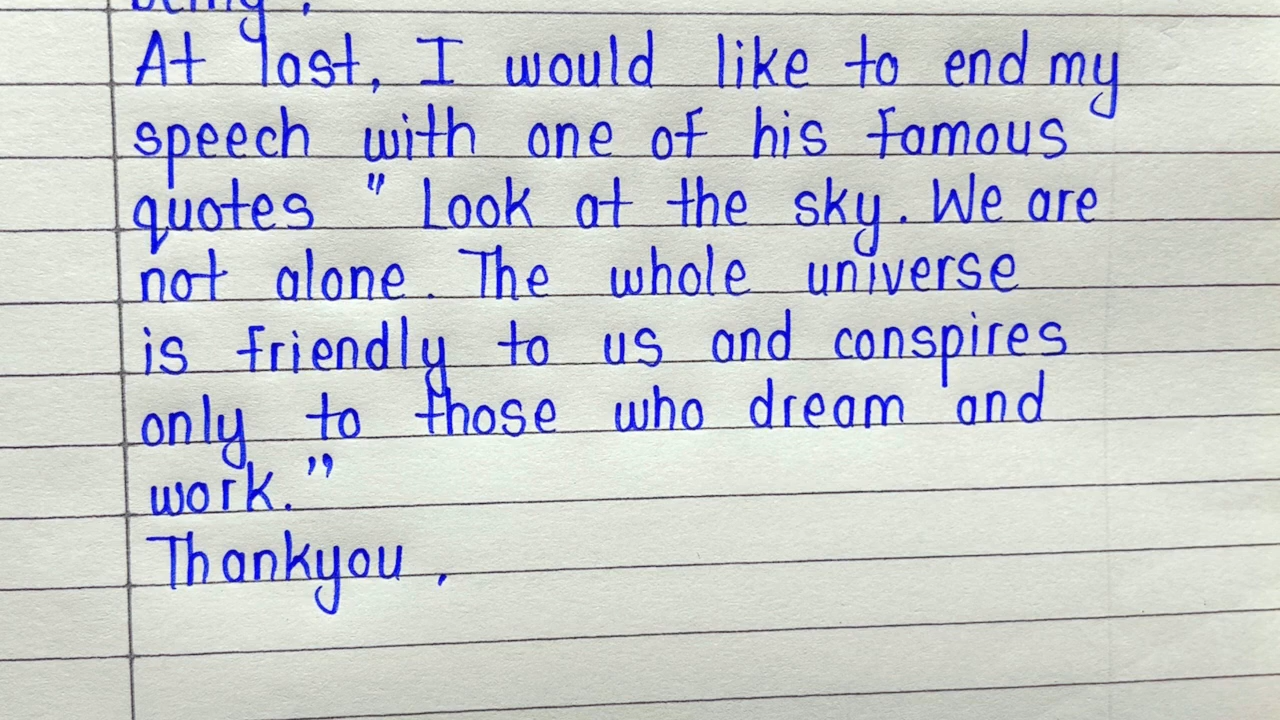 being.
At last, I would like to end my
speech with one of his famous
quotes " Look at the sky. We are
not alone. The whole universe
is friendly to us and conspires
only to those who dream and
work."
Thankyou.